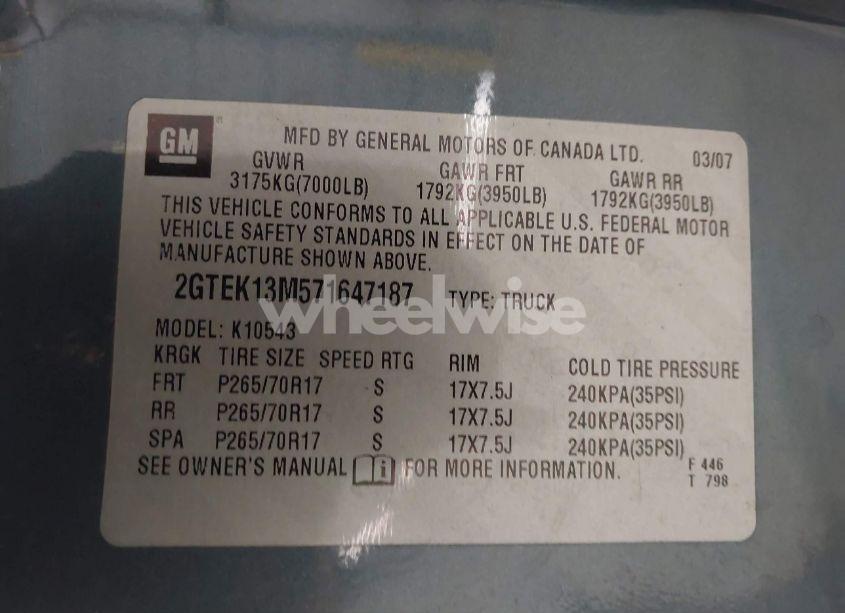 GM
MFD BY GENERAL MOTORS OF CANADA LTD. 03/07
GVWR GAWR FRT GAWR RR
3175KG(7000LB) 1792KG(3950LB) 1792KG(3950LB)
THIS VEHICLE CONFORMS TO ALL APPLICABLE U.S. FEDERAL MOTOR
VEHICLE SAFETY STANDARDS IN EFFECT ON THE DATE OF
MANUFACTURE SHOWN ABOVE.
2GTEK13M571647187 TYPE: TRUCK
wheelwise
MODEL: K10543
KRGK TIRE SIZE SPEED RTG RIM COLD TIRE PRESSURE
FRT P265/70R17 S 17X7.5J 240KPA(35PSI)
RR P265/70R17 S 17X7.5J 240KPA(35PSI)
SPA P265/70R17 S 17X7.5J 240KPA(35PSI)
SEE OWNER'S MANUAL i FOR MORE INFORMATION. F 446
T 798